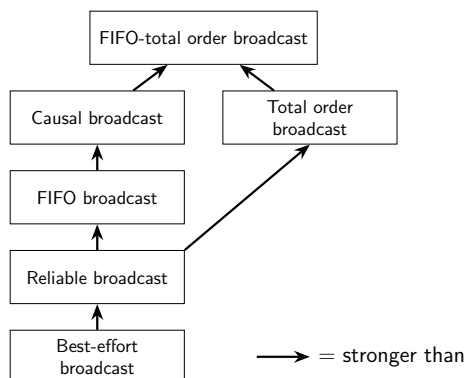 FIFO-total order broadcast
Causal broadcast
Total order
broadcast
FIFO broadcast
Reliable broadcast
Best-effort
broadcast
= stronger than